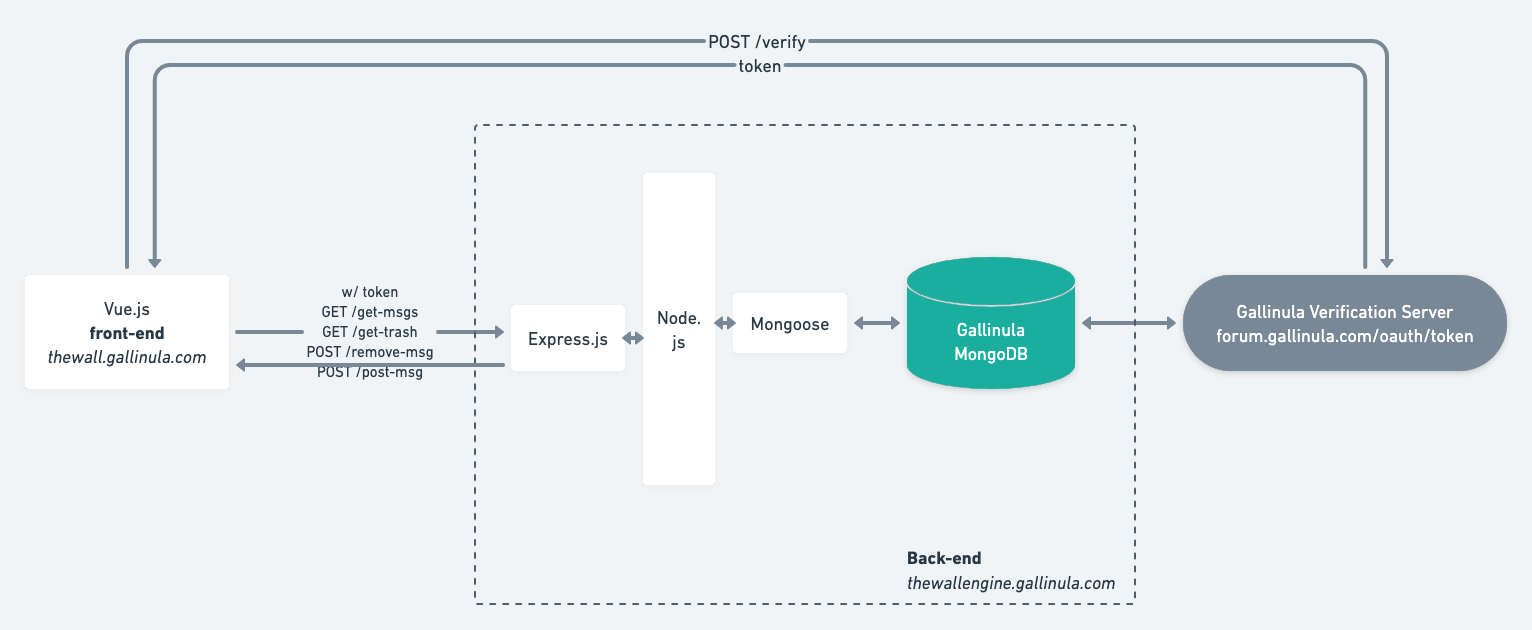 POST /verify
token
Vue.js
front-end
thewall.gallinula.com
w/ token
GET /get-msgs
GET /get-trash
POST /remove-msg
POST /post-msg
Express.js
Node.
js
Mongoose
Gallinula
MongoDB
Gallinula Verification Server
forum.gallinula.com/oauth/token
Back-end
thewallengine.gallinula.com